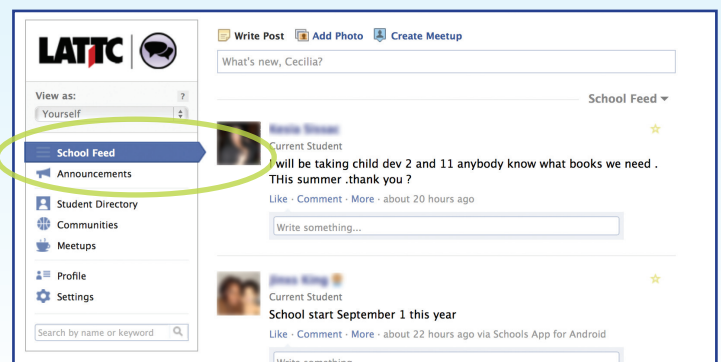 LATTC
View as:
?
Yourself
School Feed
Announcements
Student Directory
Communities
Meetups
Profile
Settings
Search by name or keyword
Write Post Add Photo Create Meetup
What's new, Cecilia?
School Feed
Current Student
I will be taking child dev 2 and 11 anybody know what books we need .
THis summer .thank you ?
Like · Comment · More · about 20 hours ago
Write something...
Current Student
School start September 1 this year
Like · Comment · More · about 22 hours ago via Schools App for Android
Write something...